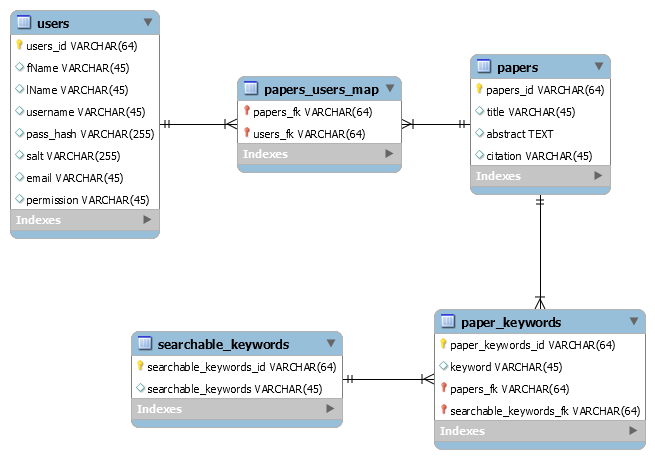 users
users_id VARCHAR(64)
fName VARCHAR(45)
lName VARCHAR(45)
username VARCHAR(45)
pass_hash VARCHAR(255)
salt VARCHAR(255)
email VARCHAR(45)
permission VARCHAR(45)
Indexes
papers_users_map
papers_fk VARCHAR(64)
users_fk VARCHAR(64)
Indexes
papers
papers_id VARCHAR(64)
title VARCHAR(45)
abstract TEXT
citation VARCHAR(45)
Indexes
searchable_keywords
searchable_keywords_id VARCHAR(64)
searchable_keywords VARCHAR(45)
Indexes
paper_keywords
paper_keywords_id VARCHAR(64)
keyword VARCHAR(45)
papers_fk VARCHAR(64)
searchable_keywords_fk VARCHAR(64)
Indexes